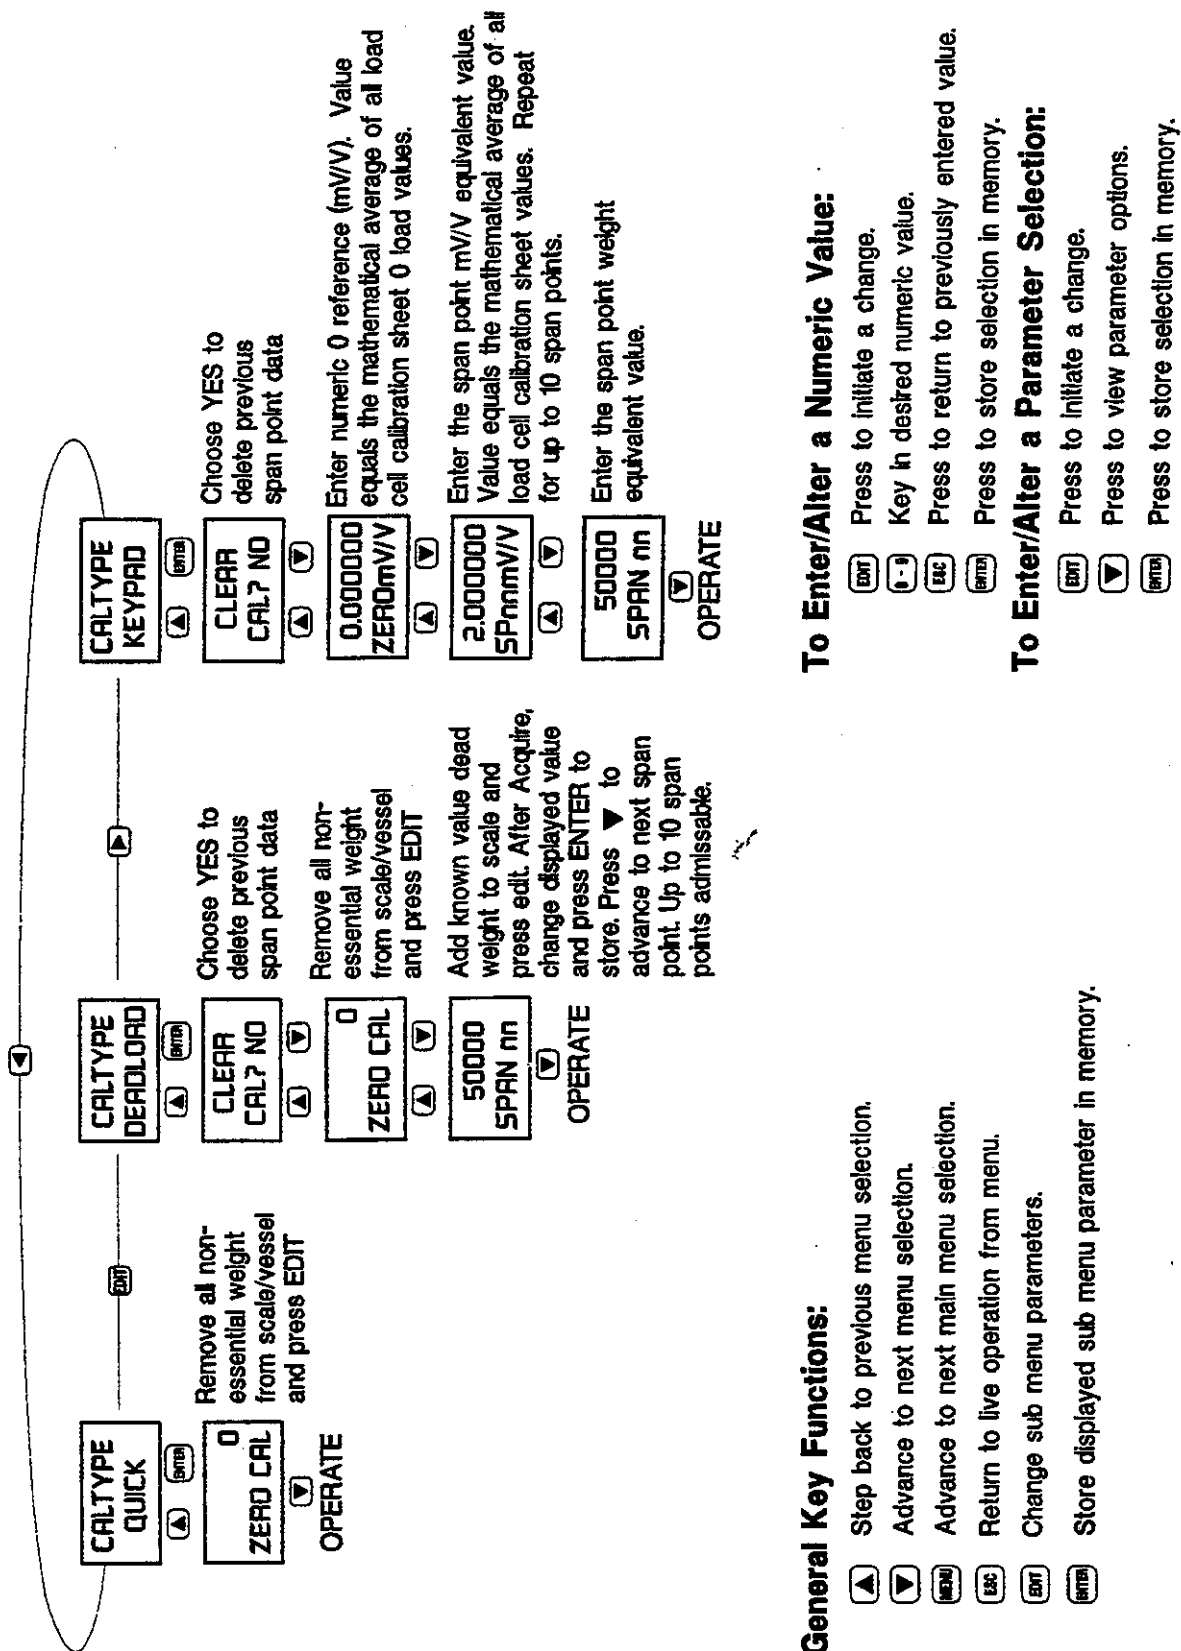 CALTYPE
QUICK
ENTER
Remove all non-
essential weight
from scale/vessel
and press EDIT
0
ZERO CAL
OPERATE
EDIT
CALTYPE
DEADLOAD
ENTER
CLEAR
CAL? NO
Choose YES to
delete previous
span point data
0
ZERO CAL
Remove all non-
essential weight
from scale/vessel
and press EDIT
50000
SPAN nn
Add known value dead
weight to scale and
press edit. After Acquire,
change displayed value
and press ENTER to
store. Press ▼ to
advance to next span
point. Up to 10 span
points admissable.
OPERATE
CALTYPE
KEYPAD
ENTER
CLEAR
CAL? NO
Choose YES to
delete previous
span point data
0.000000
ZEROmV/V
Enter numeric 0 reference (mV/V). Value
equals the mathematical average of all load
cell calibration sheet 0 load values.
2.000000
SPnnmV/V
Enter the span point mV/V equivalent value.
Value equals the mathematical average of all
load cell calibration sheet values. Repeat
for up to 10 span points.
50000
SPAN nn
Enter the span point weight
equivalent value.
OPERATE
General Key Functions:
▲ Step back to previous menu selection.
▼ Advance to next menu selection.
MENU Advance to next main menu selection.
ESC Return to live operation from menu.
EDIT Change sub menu parameters.
ENTER Store displayed sub menu parameter in memory.
To Enter/Alter a Numeric Value:
EDIT Press to initiate a change.
0 - 9 Key in desired numeric value.
ESC Press to return to previously entered value.
ENTER Press to store selection in memory.
To Enter/Alter a Parameter Selection:
EDIT Press to initiate a change.
▼ Press to view parameter options.
ENTER Press to store selection in memory.